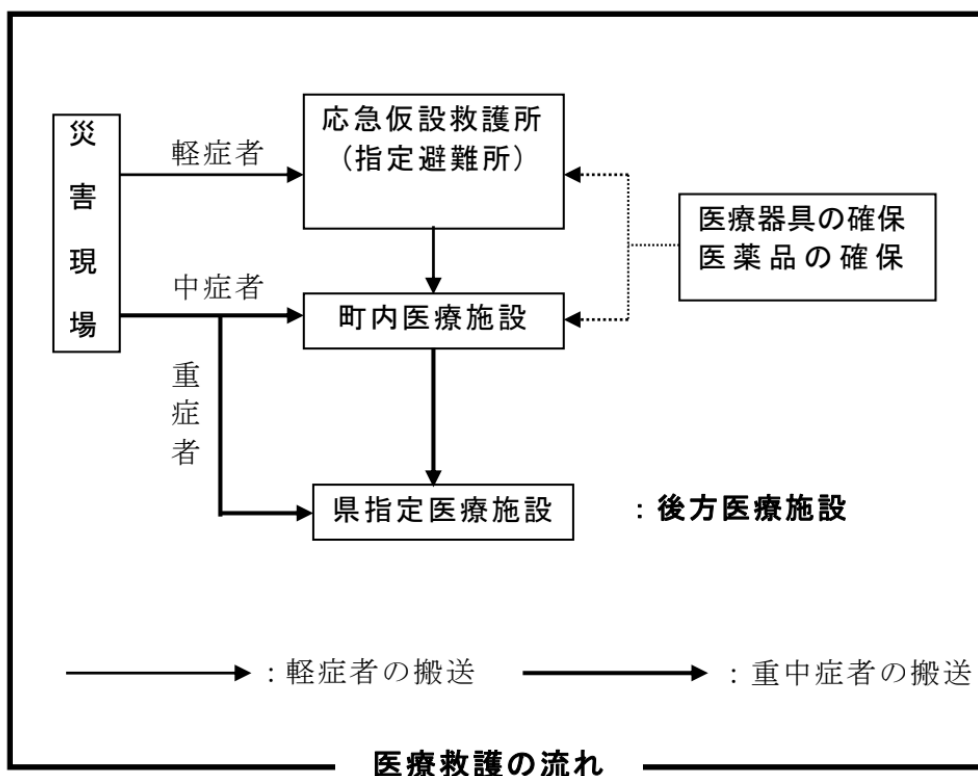 災害現場
軽症者
応急仮設救護所
（指定避難所）
医療器具の確保
医薬品の確保
中症者
町内医療施設
重症者
県指定医療施設
：後方医療施設
：軽症者の搬送
：重中症者の搬送
医療救護の流れ